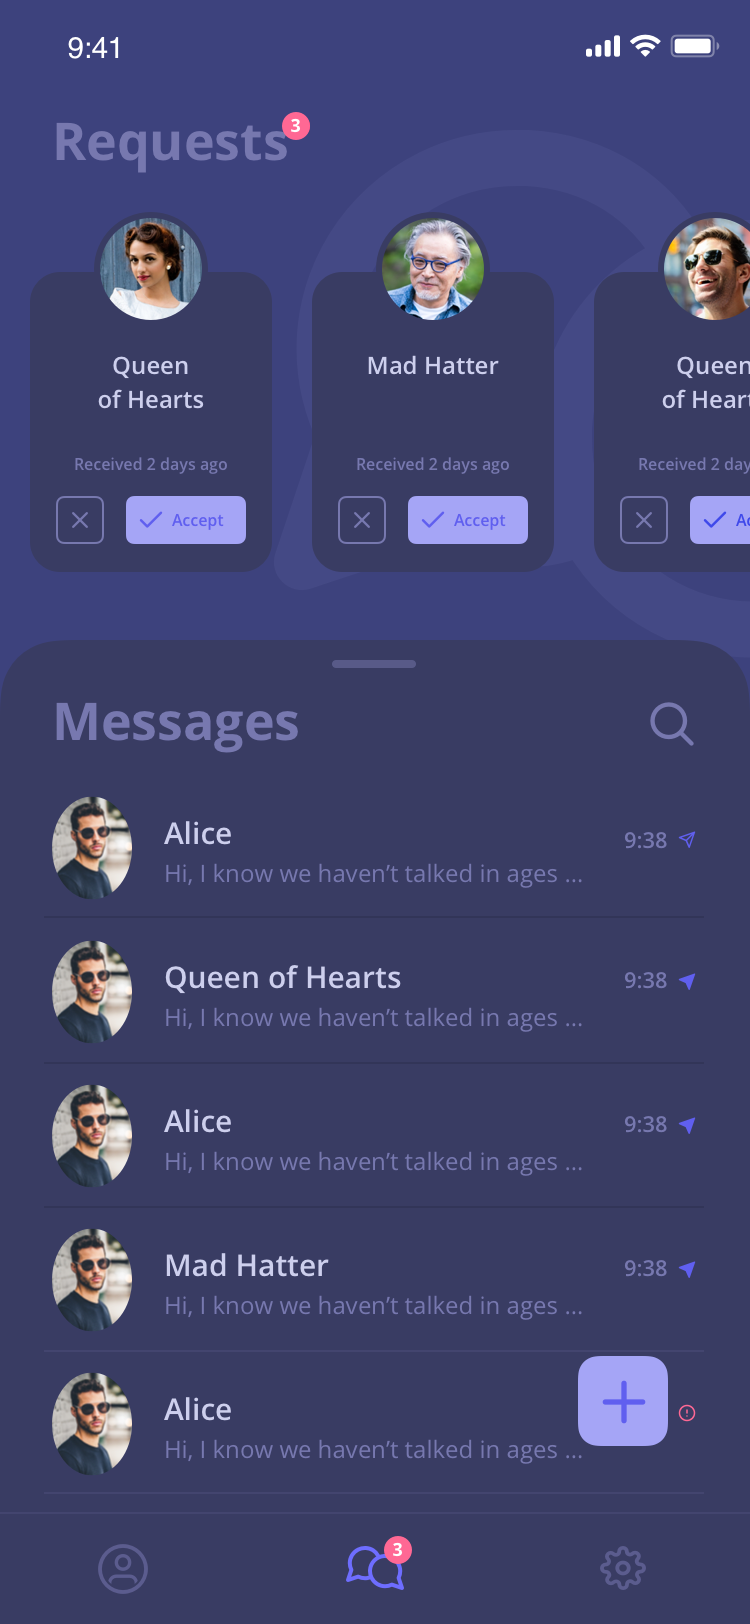 9:41
Requests
3
Queen
of Hearts
Received 2 days ago
Accept
Mad Hatter
Received 2 days ago
Accept
Queen
of Heart
Received 2 day
Ac
Messages
Alice
9:38
Hi, I know we haven’t talked in ages ...
Queen of Hearts
9:38
Hi, I know we haven’t talked in ages ...
Alice
9:38
Hi, I know we haven’t talked in ages ...
Mad Hatter
9:38
Hi, I know we haven’t talked in ages ...
Alice
Hi, I know we haven’t talked in ages ...
3